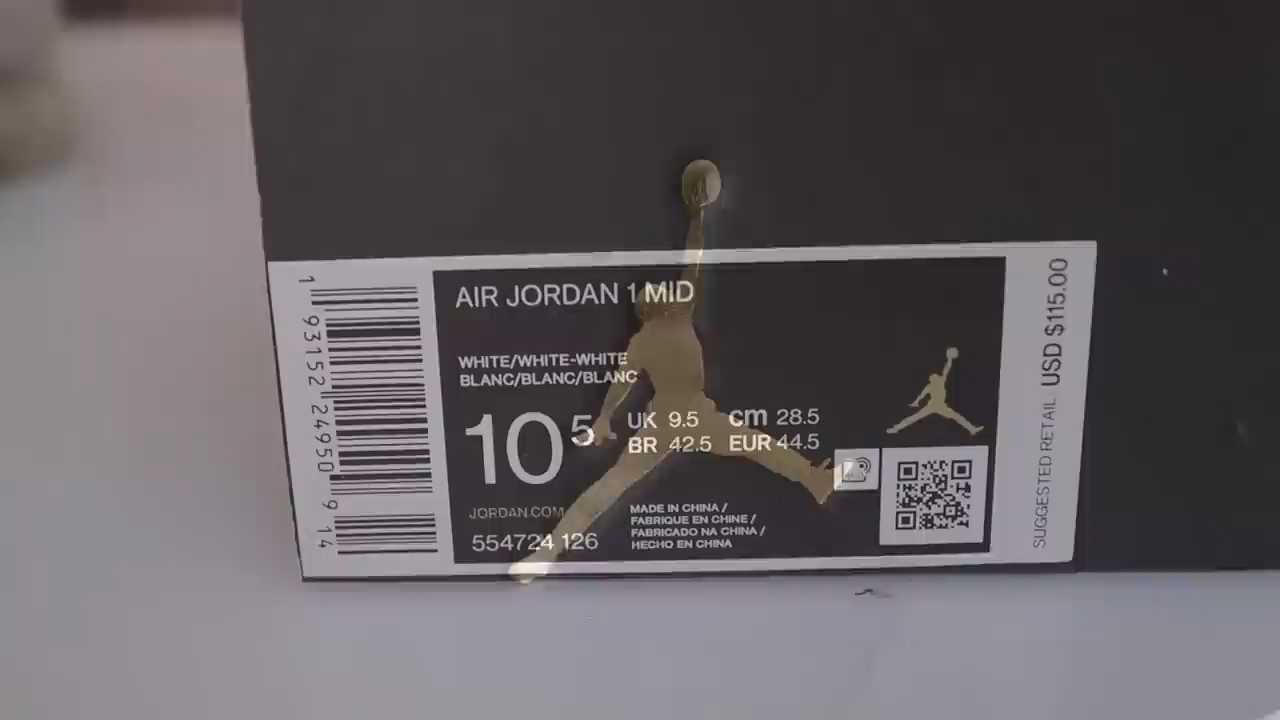 1 93152 24950 9 14
AIR JORDAN 1 MID
WHITE/WHITE-WHITE
BLANC/BLANC/BLANC
10 5
UK 9.5 cm 28.5
BR 42.5 EUR 44.5
JORDAN.COM
554724 126
MADE IN CHINA /
FABRIQUE EN CHINE /
FABRICADO NA CHINA /
HECHO EN CHINA
SUGGESTED RETAIL USD $115.00